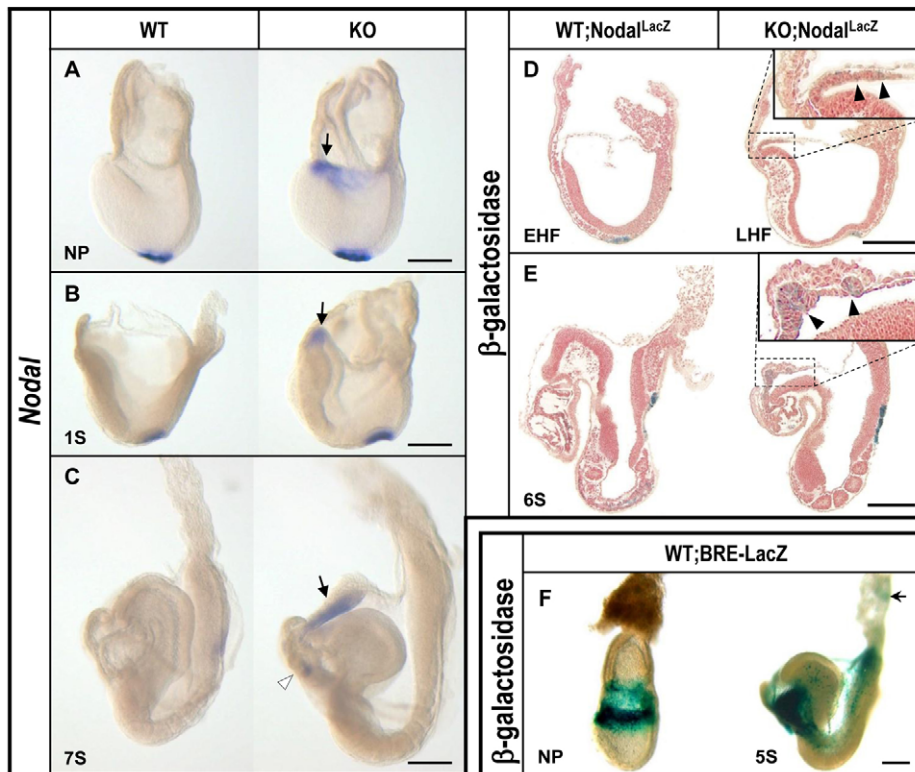 WT
KO
Nodal
A
NP
B
1S
C
7S
WT;Nodal^LacZ
KO;Nodal^LacZ
β-galactosidase
D
EHF
LHF
E
6S
WT;BRE-LacZ
β-galactosidase
F
NP
5S